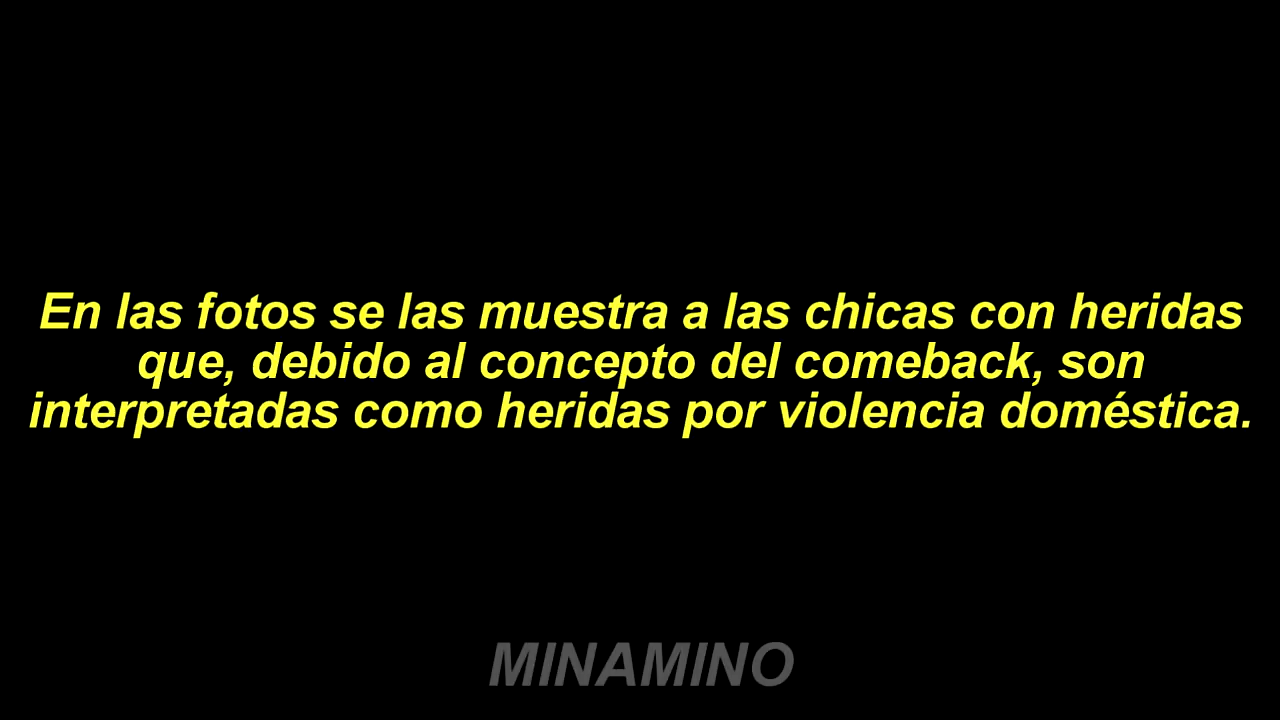 En las fotos se las muestra a las chicas con heridas
que, debido al concepto del comeback, son
interpretadas como heridas por violencia doméstica.
MINAMINO